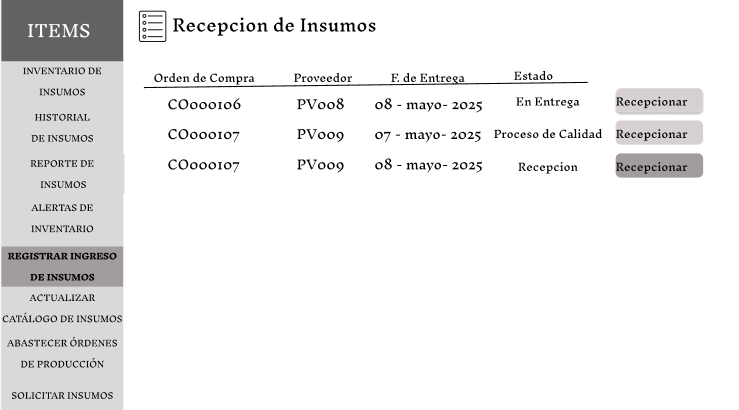 ITEMS
INVENTARIO DE
INSUMOS
HISTORIAL
DE INSUMOS
REPORTE DE
INSUMOS
ALERTAS DE
INVENTARIO
REGISTRAR INGRESO
DE INSUMOS
ACTUALIZAR
CATÁLOGO DE INSUMOS
ABASTECER ÓRDENES
DE PRODUCCIÓN
SOLICITAR INSUMOS
Recepcion de Insumos
Orden de Compra Proveedor F. de Entrega Estado
CO000106 PV008 08 - mayo- 2025 En Entrega Recepcionar
CO000107 PV009 07 - mayo- 2025 Proceso de Calidad Recepcionar
CO000107 PV009 08 - mayo- 2025 Recepcion Recepcionar